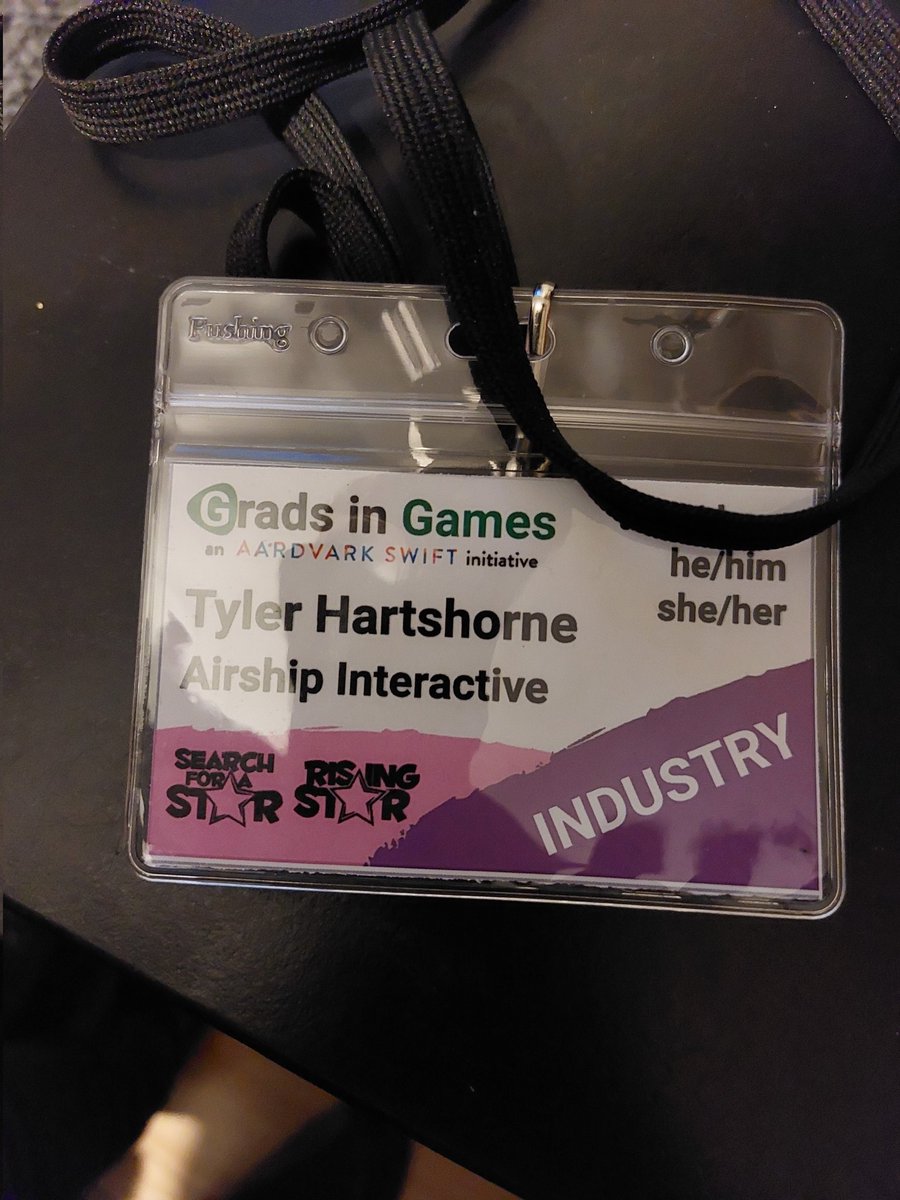 Pushing
Grads in Games
an AARDVARK SWIFT initiative
he/him
she/her
Tyler Hartshorne
Airship Interactive
SEARCH
FOR A
STAR
RISING
STAR
INDUSTRY